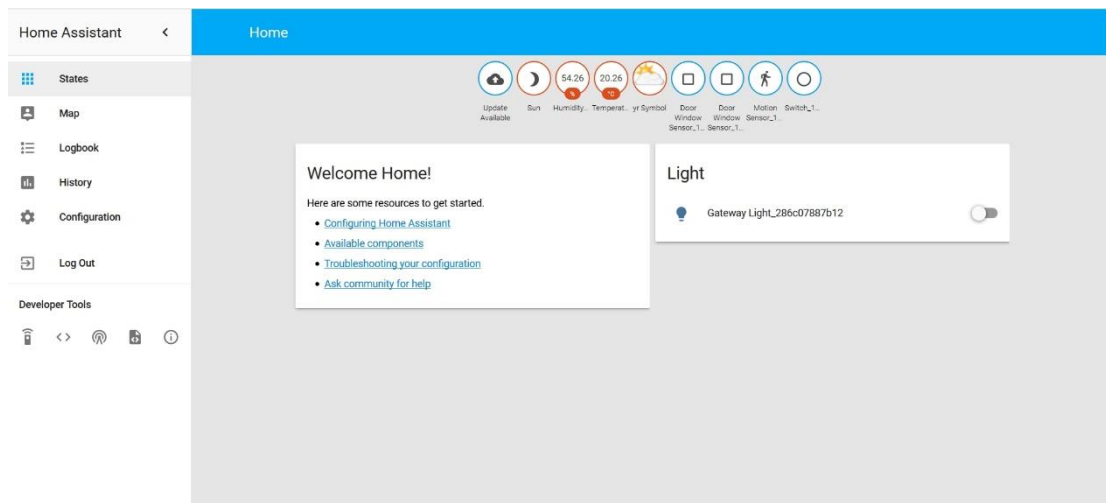 Home Assistant
Home
States
Map
Logbook
History
Configuration
Log Out
Developer Tools
54.26
%
20.26
°C
Update
Available
Sun
Humidity_..
Temperat..
yr Symbol
Door
Window
Sensor_1..
Door
Window
Sensor_1..
Motion
Sensor_1..
Switch_1..
Welcome Home!
Here are some resources to get started.
Configuring Home Assistant
Available components
Troubleshooting your configuration
Ask community for help
Light
Gateway Light_286c07887b12